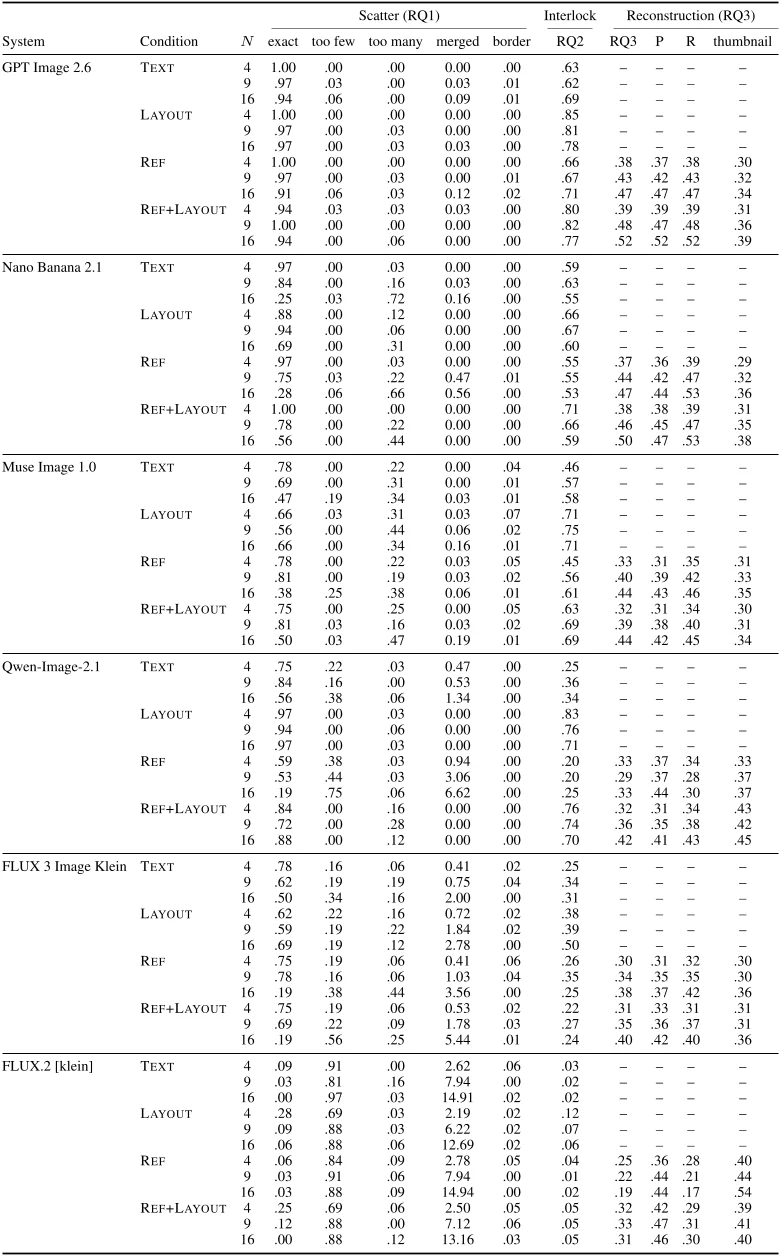 Scatter (RQ1) Interlock Reconstruction (RQ3)
System Condition N exact too few too many merged border RQ2 RQ3 P R thumbnail
GPT Image 2.6 TEXT 4 1.00 .00 .00 0.00 .00 .63 – – – –
9 .97 .03 .00 0.03 .01 .62 – – – –
16 .94 .06 .00 0.09 .01 .69 – – – –
LAYOUT 4 1.00 .00 .00 0.00 .00 .85 – – – –
9 .97 .00 .03 0.00 .00 .81 – – – –
16 .97 .00 .03 0.03 .00 .78 – – – –
REF 4 1.00 .00 .00 0.00 .00 .66 .38 .37 .38 .30
9 .97 .00 .03 0.00 .01 .67 .43 .42 .43 .32
16 .91 .06 .03 0.12 .02 .71 .47 .47 .47 .34
REF+LAYOUT 4 .94 .03 .03 0.03 .00 .80 .39 .39 .39 .31
9 1.00 .00 .00 0.00 .00 .82 .48 .47 .48 .36
16 .94 .00 .06 0.00 .00 .77 .52 .52 .52 .39
Nano Banana 2.1 TEXT 4 .97 .00 .03 0.00 .00 .59 – – – –
9 .84 .00 .16 0.03 .00 .63 – – – –
16 .25 .03 .72 0.16 .00 .55 – – – –
LAYOUT 4 .88 .00 .12 0.00 .00 .66 – – – –
9 .94 .00 .06 0.00 .00 .67 – – – –
16 .69 .00 .31 0.00 .00 .60 – – – –
REF 4 .97 .00 .03 0.00 .00 .55 .37 .36 .39 .29
9 .75 .03 .22 0.47 .01 .55 .44 .42 .47 .32
16 .28 .06 .66 0.56 .00 .53 .47 .44 .53 .36
REF+LAYOUT 4 1.00 .00 .00 0.00 .00 .71 .38 .38 .39 .31
9 .78 .00 .22 0.00 .00 .66 .46 .45 .47 .35
16 .56 .00 .44 0.00 .00 .59 .50 .47 .53 .38
Muse Image 1.0 TEXT 4 .78 .00 .22 0.00 .04 .46 – – – –
9 .69 .00 .31 0.00 .01 .57 – – – –
16 .47 .19 .34 0.03 .01 .58 – – – –
LAYOUT 4 .66 .03 .31 0.03 .07 .71 – – – –
9 .56 .00 .44 0.06 .02 .75 – – – –
16 .66 .00 .34 0.16 .01 .71 – – – –
REF 4 .78 .00 .22 0.03 .05 .45 .33 .31 .35 .31
9 .81 .00 .19 0.03 .02 .56 .40 .39 .42 .33
16 .38 .25 .38 0.06 .01 .61 .44 .43 .46 .35
REF+LAYOUT 4 .75 .00 .25 0.00 .05 .63 .32 .31 .34 .30
9 .81 .03 .16 0.03 .02 .69 .39 .38 .40 .31
16 .50 .03 .47 0.19 .01 .69 .44 .42 .45 .34
Qwen-Image-2.1 TEXT 4 .75 .22 .03 0.47 .00 .25 – – – –
9 .84 .16 .00 0.53 .00 .36 – – – –
16 .56 .38 .06 1.34 .00 .34 – – – –
LAYOUT 4 .97 .00 .03 0.00 .00 .83 – – – –
9 .94 .00 .06 0.00 .00 .76 – – – –
16 .97 .00 .03 0.00 .00 .71 – – – –
REF 4 .59 .38 .03 0.94 .00 .20 .33 .37 .34 .33
9 .53 .44 .03 3.06 .00 .20 .29 .37 .28 .37
16 .19 .75 .06 6.62 .00 .25 .33 .44 .30 .37
REF+LAYOUT 4 .84 .00 .16 0.00 .00 .76 .32 .31 .34 .43
9 .72 .00 .28 0.00 .00 .74 .36 .35 .38 .42
16 .88 .00 .12 0.00 .00 .70 .42 .41 .43 .45
FLUX 3 Image Klein TEXT 4 .78 .16 .06 0.41 .02 .25 – – – –
9 .62 .19 .19 0.75 .04 .34 – – – –
16 .50 .34 .16 2.00 .00 .31 – – – –
LAYOUT 4 .62 .22 .16 0.72 .02 .38 – – – –
9 .59 .19 .22 1.84 .02 .39 – – – –
16 .69 .19 .12 2.78 .00 .50 – – – –
REF 4 .75 .19 .06 0.41 .06 .26 .30 .31 .32 .30
9 .78 .16 .06 1.03 .04 .35 .34 .35 .35 .30
16 .19 .38 .44 3.56 .00 .25 .38 .37 .42 .36
REF+LAYOUT 4 .75 .19 .06 0.53 .02 .22 .31 .33 .31 .31
9 .69 .22 .09 1.78 .03 .27 .35 .36 .37 .31
16 .19 .56 .25 5.44 .01 .24 .40 .42 .40 .36
FLUX.2 [klein] TEXT 4 .09 .91 .00 2.62 .06 .03 – – – –
9 .03 .81 .16 7.94 .00 .02 – – – –
16 .00 .97 .03 14.91 .02 .02 – – – –
LAYOUT 4 .28 .69 .03 2.19 .02 .12 – – – –
9 .09 .88 .03 6.22 .02 .07 – – – –
16 .06 .88 .06 12.69 .02 .06 – – – –
REF 4 .06 .84 .09 2.78 .05 .04 .25 .36 .28 .40
9 .03 .91 .06 7.94 .00 .01 .22 .44 .21 .44
16 .03 .88 .09 14.94 .00 .02 .19 .44 .17 .54
REF+LAYOUT 4 .25 .69 .06 2.50 .05 .05 .32 .42 .29 .39
9 .12 .88 .00 7.12 .06 .05 .33 .47 .31 .41
16 .00 .88 .12 13.16 .03 .05 .31 .46 .30 .40